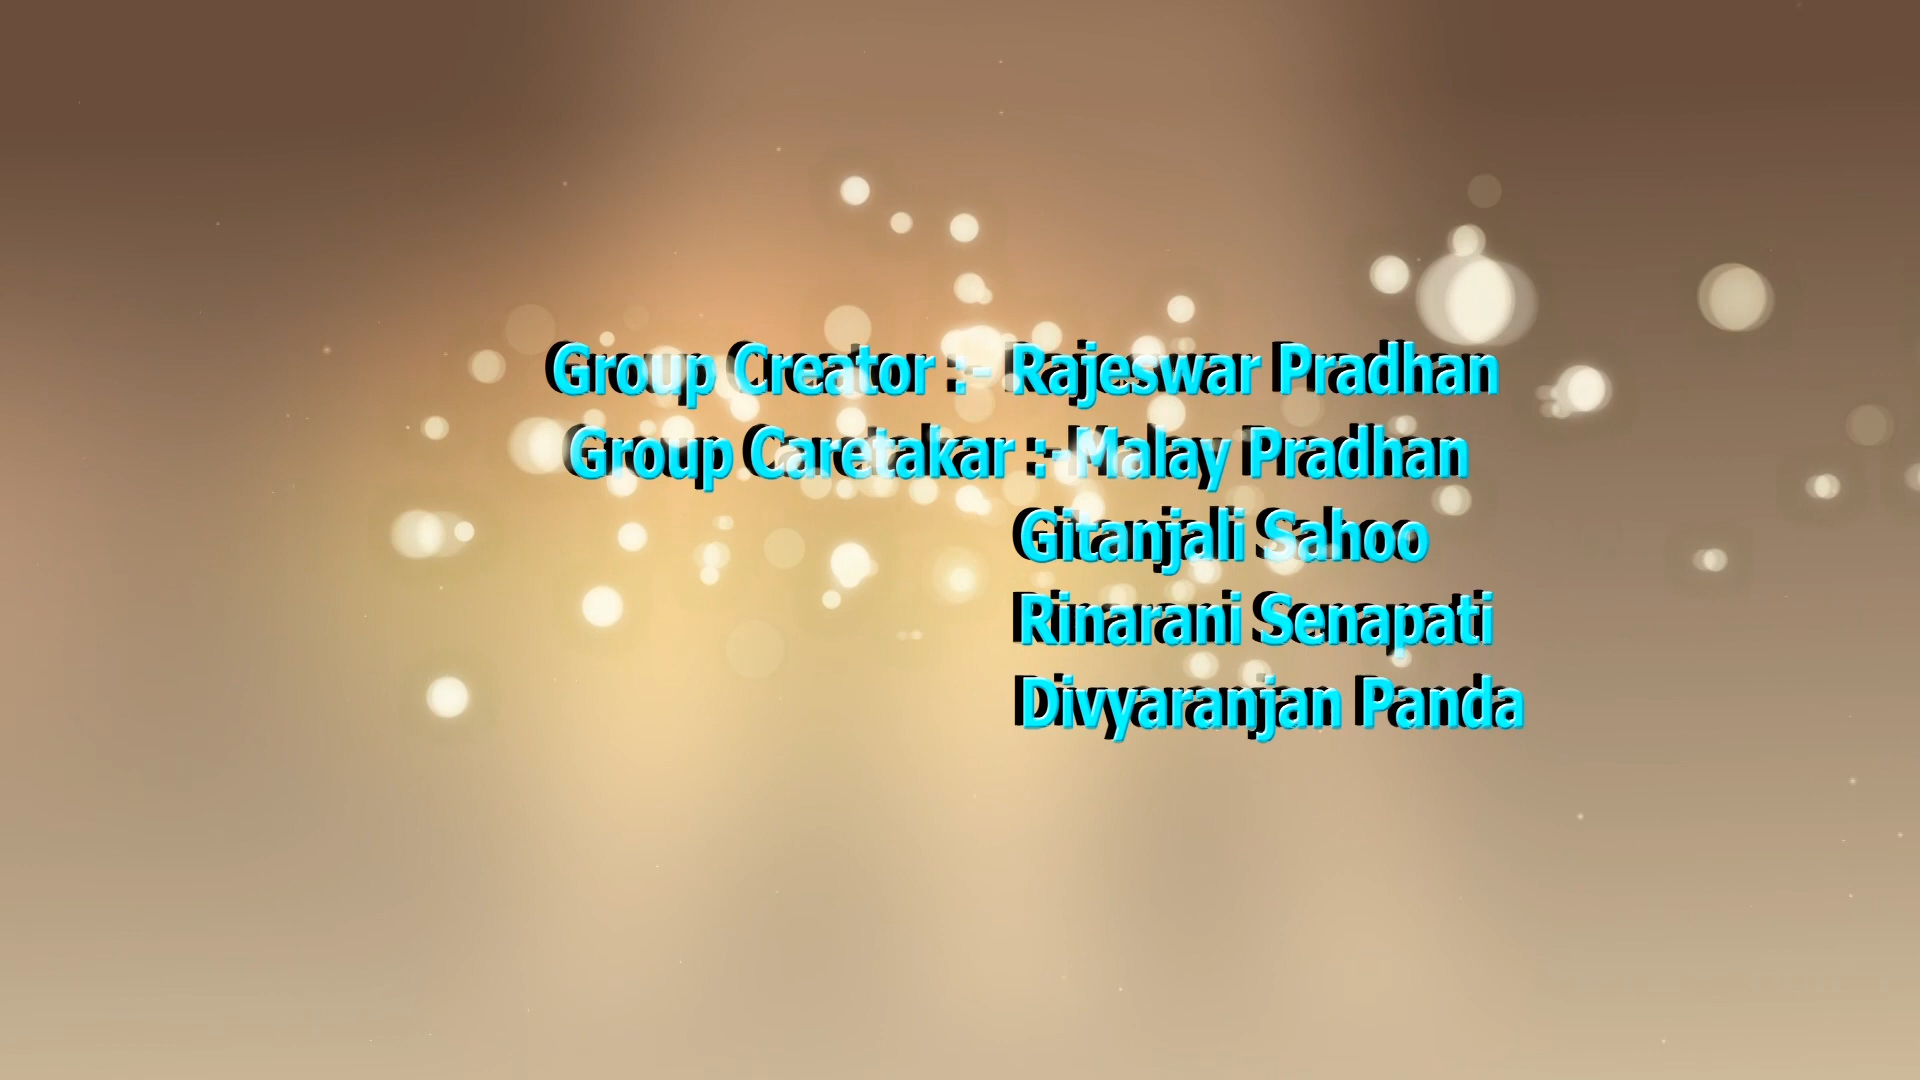 Group Creator :- Rajeswar Pradhan
Group Caretakar :- Malay Pradhan
Gitanjali Sahoo
Rinarani Senapati
Divyaranjan Panda